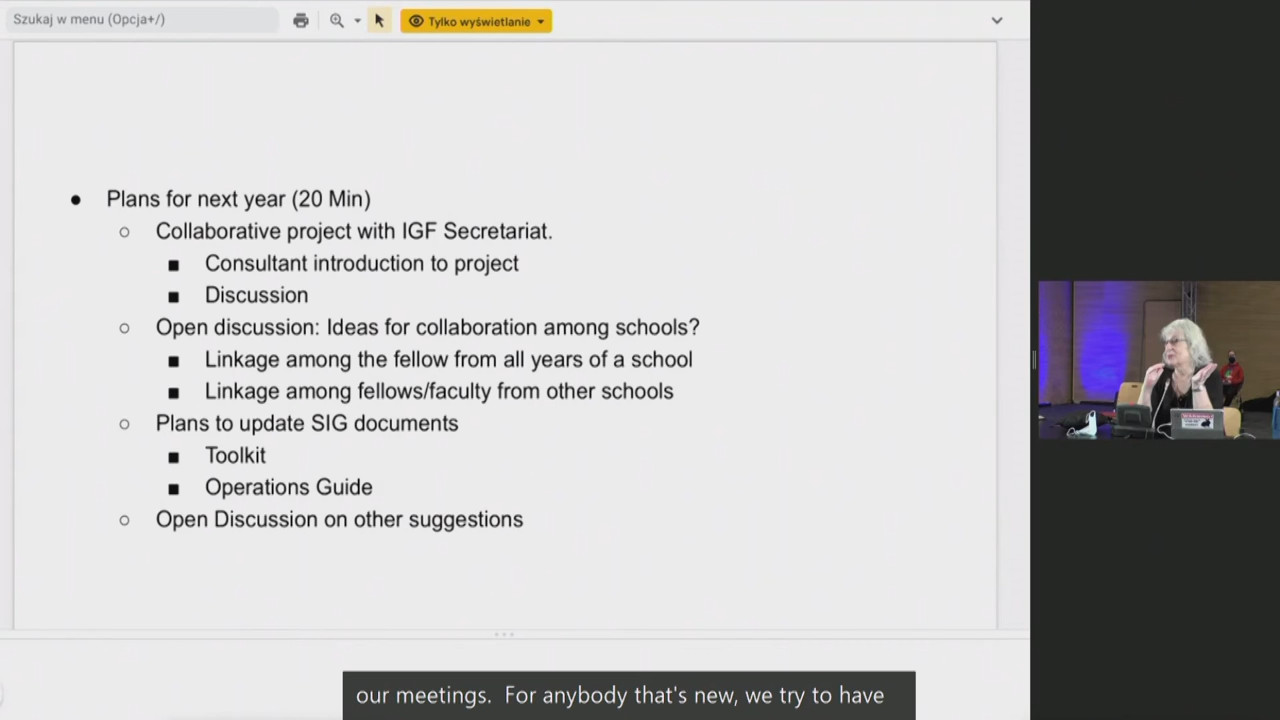 Szukaj w menu (Opcja+/)
Tylko wyświetlanie
● Plans for next year (20 Min)
○ Collaborative project with IGF Secretariat.
■ Consultant introduction to project
■ Discussion
○ Open discussion: Ideas for collaboration among schools?
■ Linkage among the fellow from all years of a school
■ Linkage among fellows/faculty from other schools
○ Plans to update SIG documents
■ Toolkit
■ Operations Guide
○ Open Discussion on other suggestions
our meetings. For anybody that's new, we try to have